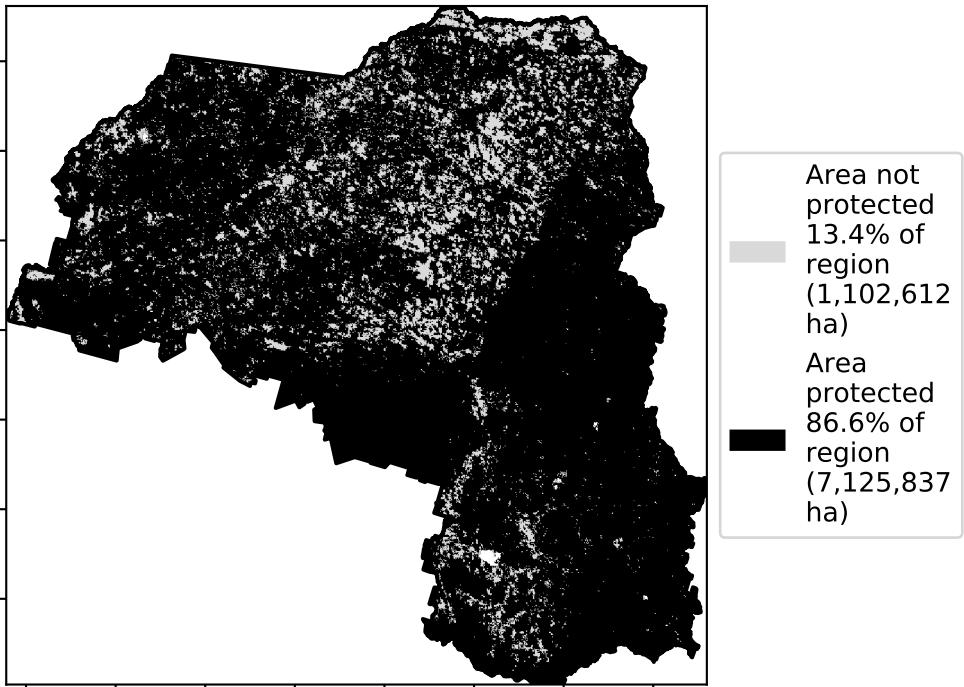 Area not
protected
13.4% of
region
(1,102,612
ha)
Area
protected
86.6% of
region
(7,125,837
ha)